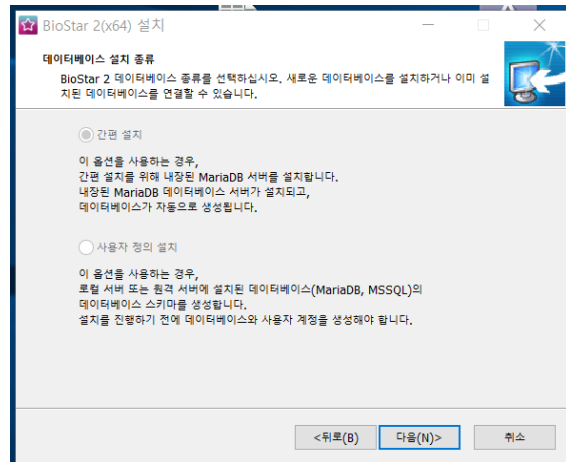 BioStar 2(x64) 설치
데이터베이스 설치 종류
BioStar 2 데이터베이스 종류를 선택하십시오. 새로운 데이터베이스를 설치하거나 이미 설
치된 데이터베이스를 연결할 수 있습니다.
간편 설치
이 옵션을 사용하는 경우,
간편 설치를 위해 내장된 MariaDB 서버를 설치합니다.
내장된 MariaDB 데이터베이스 서버가 설치되고,
데이터베이스가 자동으로 생성됩니다.
사용자 정의 설치
이 옵션을 사용하는 경우,
로컬 서버 또는 원격 서버에 설치된 데이터베이스(MariaDB, MSSQL)의
데이터베이스 스키마를 생성합니다.
설치를 진행하기 전에 데이터베이스와 사용자 계정을 생성해야 합니다.
<뒤로(B) 다음(N)> 취소